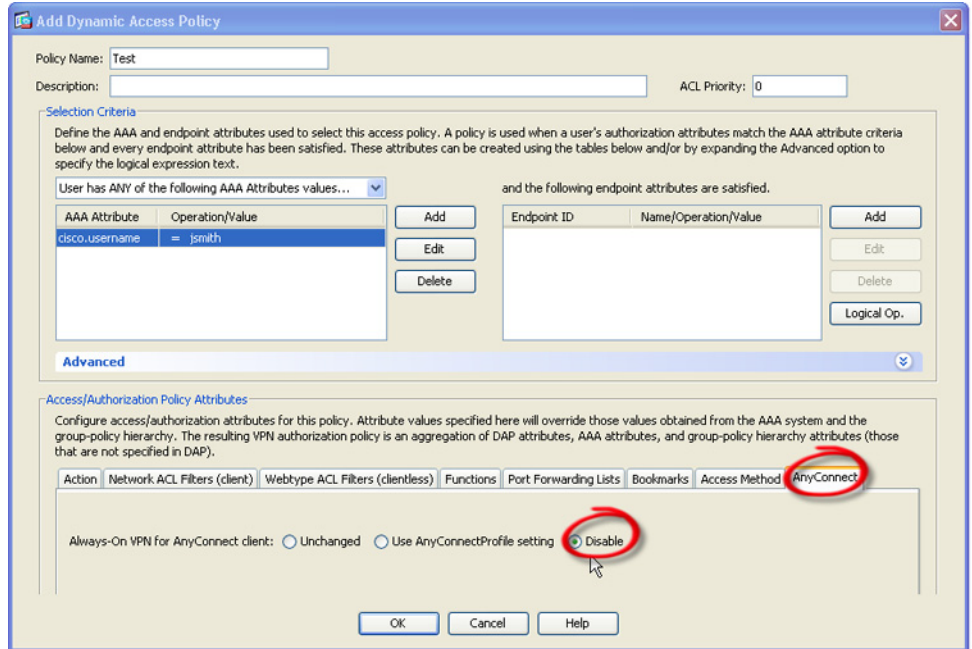 Add Dynamic Access Policy
Policy Name: Test
Description:
ACL Priority: 0
Selection Criteria
Define the AAA and endpoint attributes used to select this access policy. A policy is used when a user's authorization attributes match the AAA attribute criteria
below and every endpoint attribute has been satisfied. These attributes can be created using the tables below and/or by expanding the Advanced option to
specify the logical expression text.
User has ANY of the following AAA Attributes values...
and the following endpoint attributes are satisfied.
AAA Attribute Operation/Value
cisco.username = jsmith
Add
Edit
Delete
Endpoint ID Name/Operation/Value
Add
Edit
Delete
Logical Op.
Advanced
Access/Authorization Policy Attributes
Configure access/authorization attributes for this policy. Attribute values specified here will override those values obtained from the AAA system and the
group-policy hierarchy. The resulting VPN authorization policy is an aggregation of DAP attributes, AAA attributes, and group-policy hierarchy attributes (those
that are not specified in DAP).
Action Network ACL Filters (client) Webtype ACL Filters (clientless) Functions Port Forwarding Lists Bookmarks Access Method AnyConnect
Always-On VPN for AnyConnect client: Unchanged Use AnyConnectProfile setting Disable
OK Cancel Help